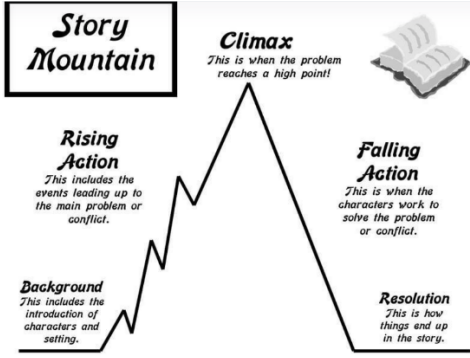 Story
Mountain
Climax
This is when the problem
reaches a high point!
Rising
Action
This includes the
events leading up to
the main problem or
conflict.
Falling
Action
This is when the
characters work to
solve the problem
or conflict.
Background
This includes the
introduction of
characters and
setting.
Resolution
This is how
things end up
in the story.